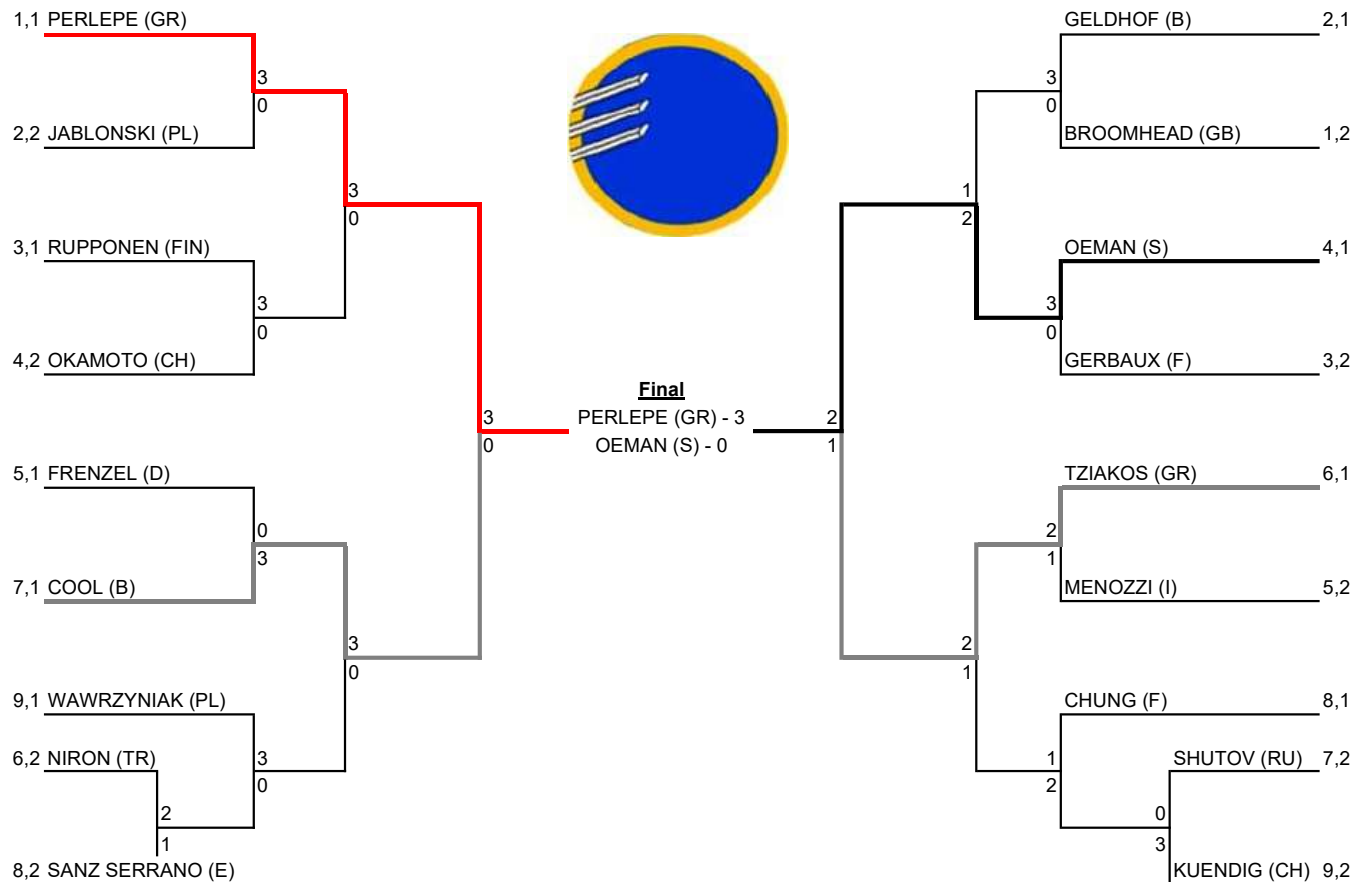 1,1 PERLEPE (GR)
GELDHOF (B) 2,1
3
0
3
0
2,2 JABLONSKI (PL)
BROOMHEAD (GB) 1,2
3
0
1
2
3,1 RUPPONEN (FIN)
OEMAN (S) 4,1
3
0
3
0
4,2 OKAMOTO (CH)
GERBAUX (F) 3,2
Final
3 PERLEPE (GR) - 3 2
0 OEMAN (S) - 0 1
5,1 FRENZEL (D)
TZIAKOS (GR) 6,1
0
3
2
1
7,1 COOL (B)
MENOZZI (I) 5,2
3
0
2
1
9,1 WAWRZYNIAK (PL)
CHUNG (F) 8,1
6,2 NIRON (TR)
3
0
1
2
SHUTOV (RU) 7,2
2
1
0
3
8,2 SANZ SERRANO (E)
KUENDIG (CH) 9,2